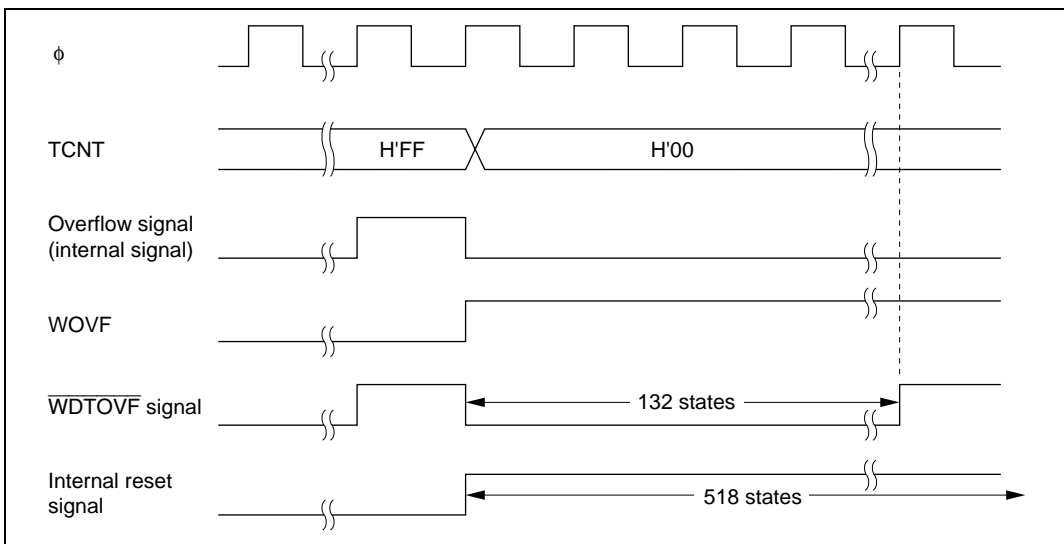 φ
TCNT
H'FF
H'00
Overflow signal
(internal signal)
WOVF
WDTOVF signal
132 states
Internal reset
signal
518 states